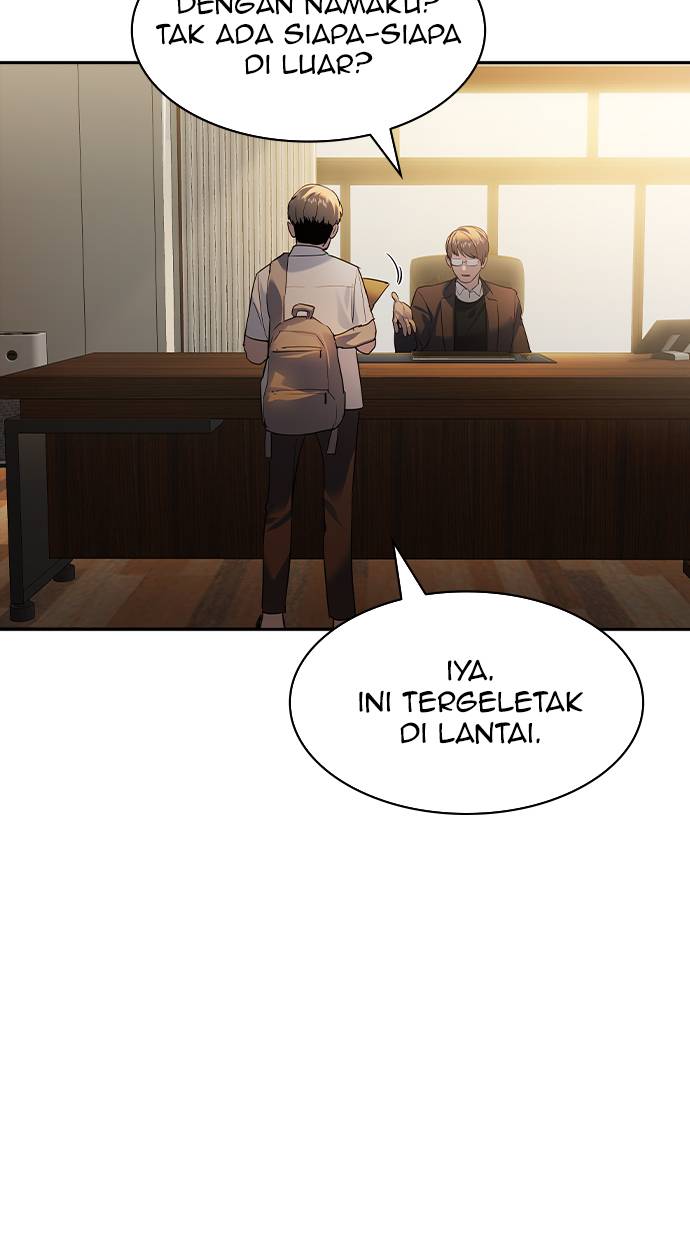 DENGAN NAMAKU?
TAK ADA SIAPA-SIAPA
DI LUAR?
IYA.
INI TERGELETAK
DI LANTAI.